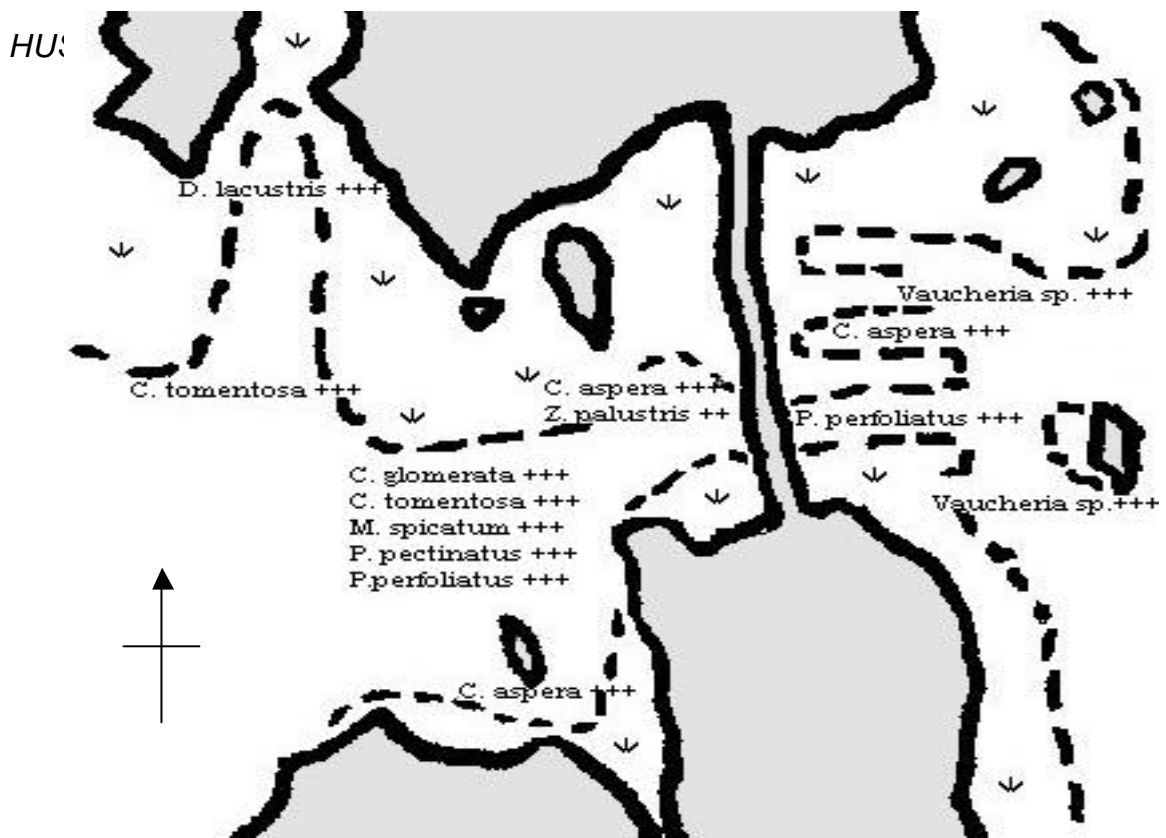 D. lacustris +++
Vaucheria sp. +++
C. aspera +++
C. tomentosa +++
C. aspera +++
Z. palustris ++
P. perfoliatus +++
C. glomerata +++
C. tomentosa +++
M. spicatum +++
P. pectinatus +++
P.perfoliatus +++
Vaucheria sp.+++
C. aspera +++